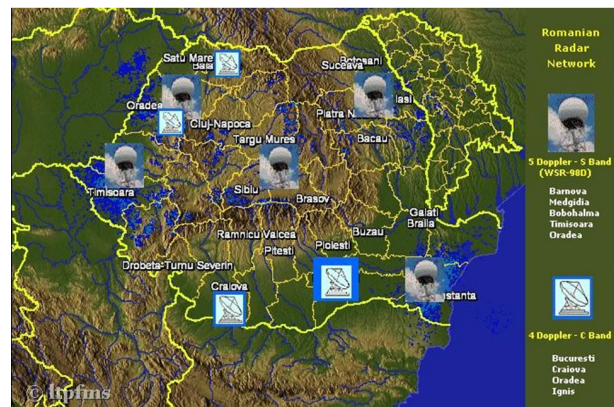 Satu Mare
Baia
Oradea
Cluj-Napoca
Targu Mures
Timisoara
Sibiu
Brasov
Ramnicu Valcea
Pitesti
Drobeta-Turnu Severin
Craiova
Ploiesti
Buzau
Galati
Braila
Suceava
Botosani
Iasi
Piatra N
Bacau
nstanta
Romanian
Radar
Network
5 Doppler - S Band
(WSR-98D)
Barnova
Medgidia
Bobohalma
Timisoara
Oradea
4 Doppler - C Band
Bucuresti
Craiova
Oradea
Ignis